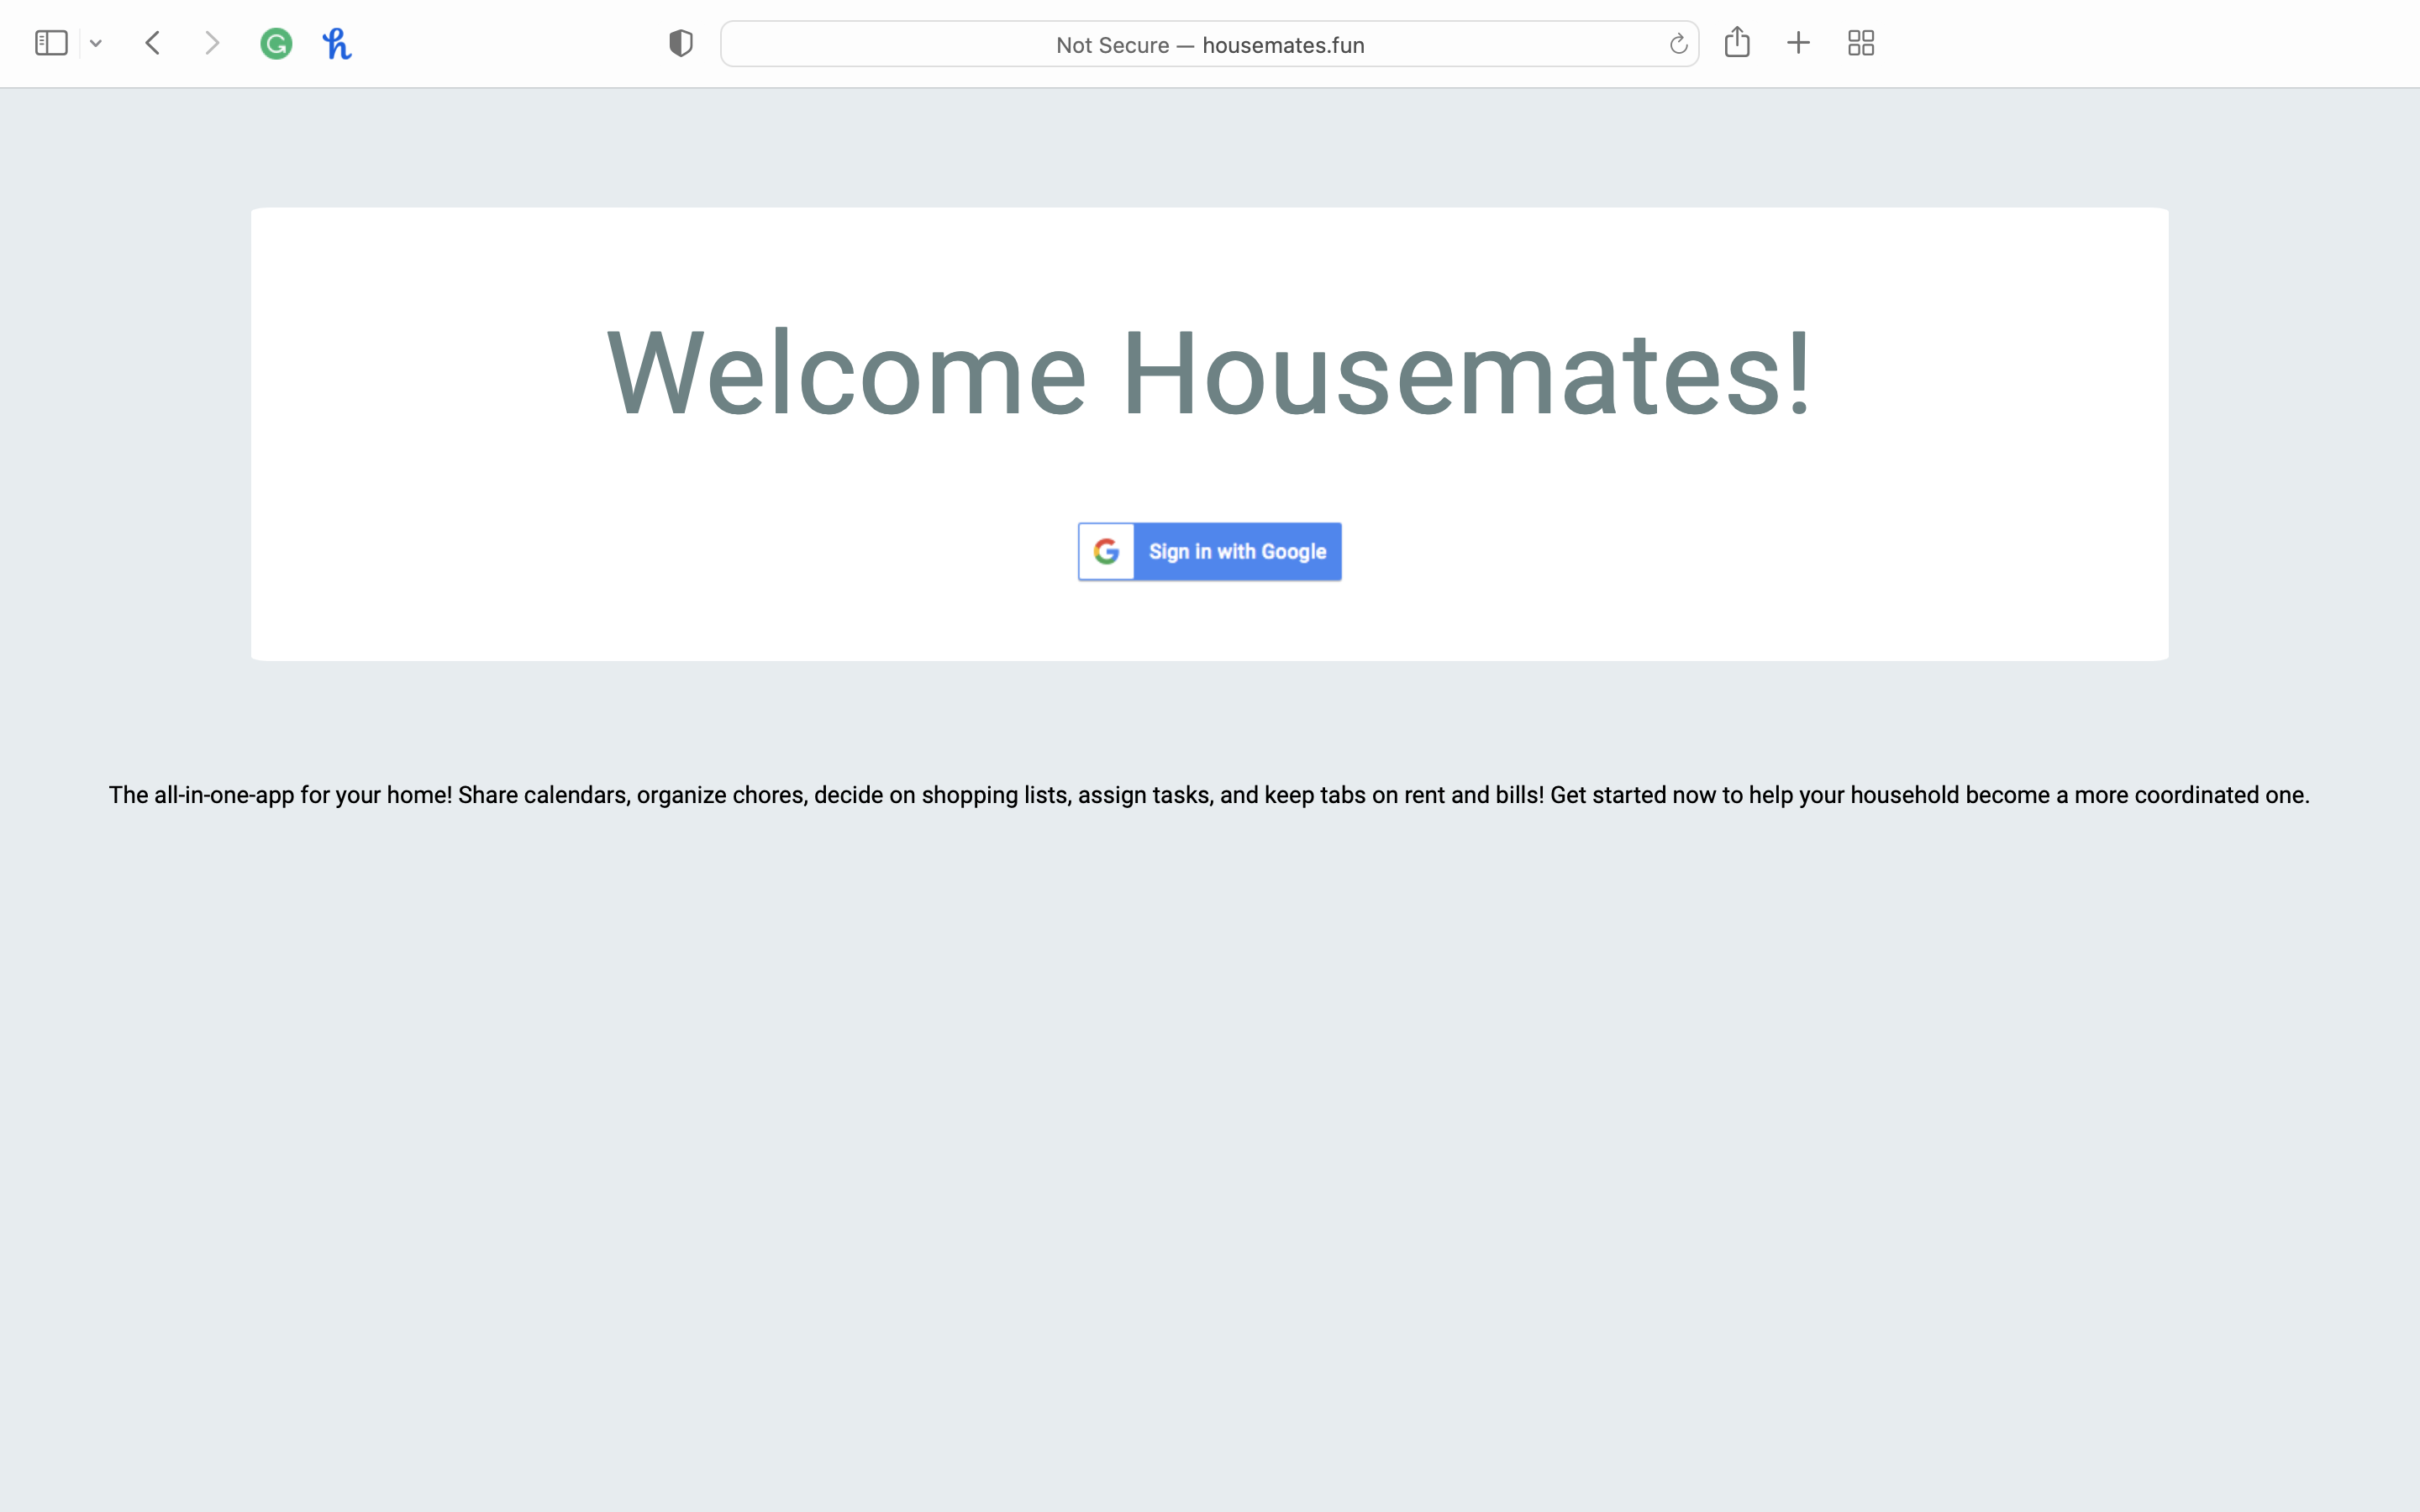 Not Secure — housemates.fun
Welcome Housemates!
Sign in with Google
The all-in-one-app for your home! Share calendars, organize chores, decide on shopping lists, assign tasks, and keep tabs on rent and bills! Get started now to help your household become a more coordinated one.